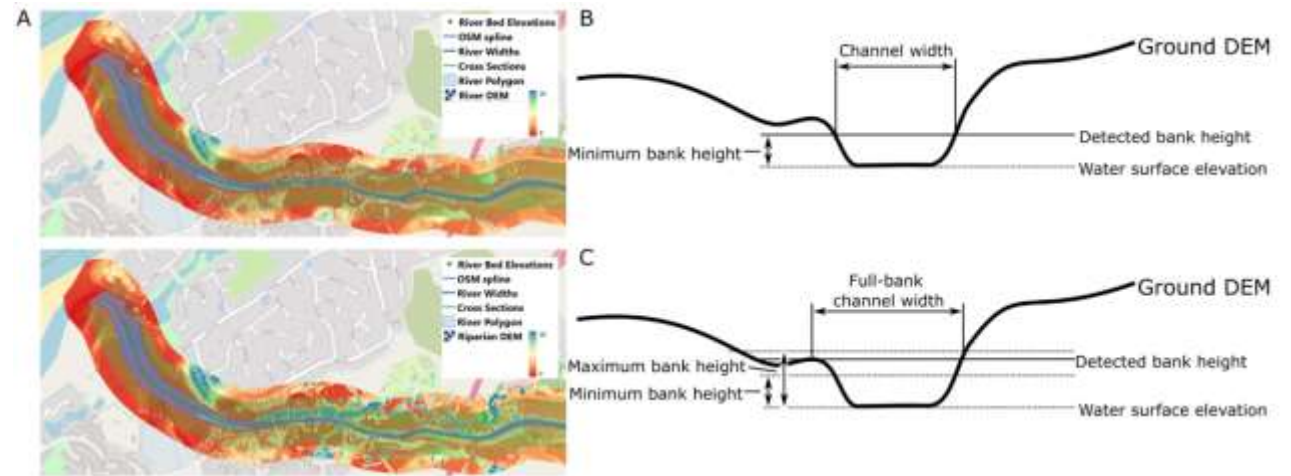 A
River Bed Elevations
OSM spline
River Widths
Cross Sections
River Polygon
River DEM
B
Channel width
Ground DEM
Minimum bank height
Detected bank height
Water surface elevation
River Bed Elevations
OSM spline
River Widths
Cross Sections
River Polygon
Riparian DEM
C
Full-bank
channel width
Ground DEM
Maximum bank height
Detected bank height
Minimum bank height
Water surface elevation